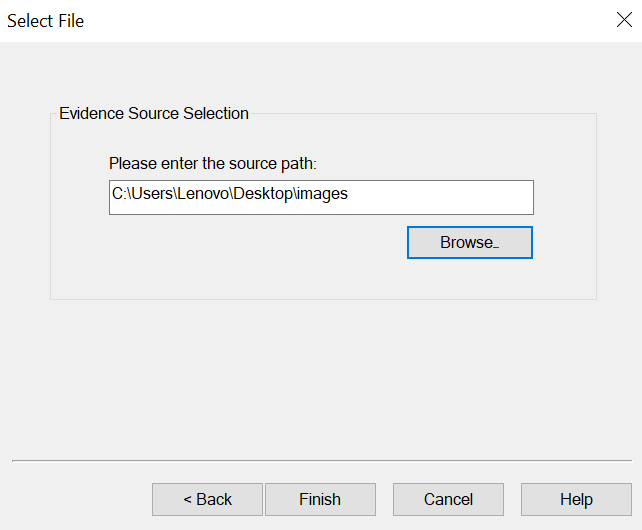 Select File
Evidence Source Selection
Please enter the source path:
C:\Users\Lenovo\Desktop\images
Browse...
< Back
Finish
Cancel
Help